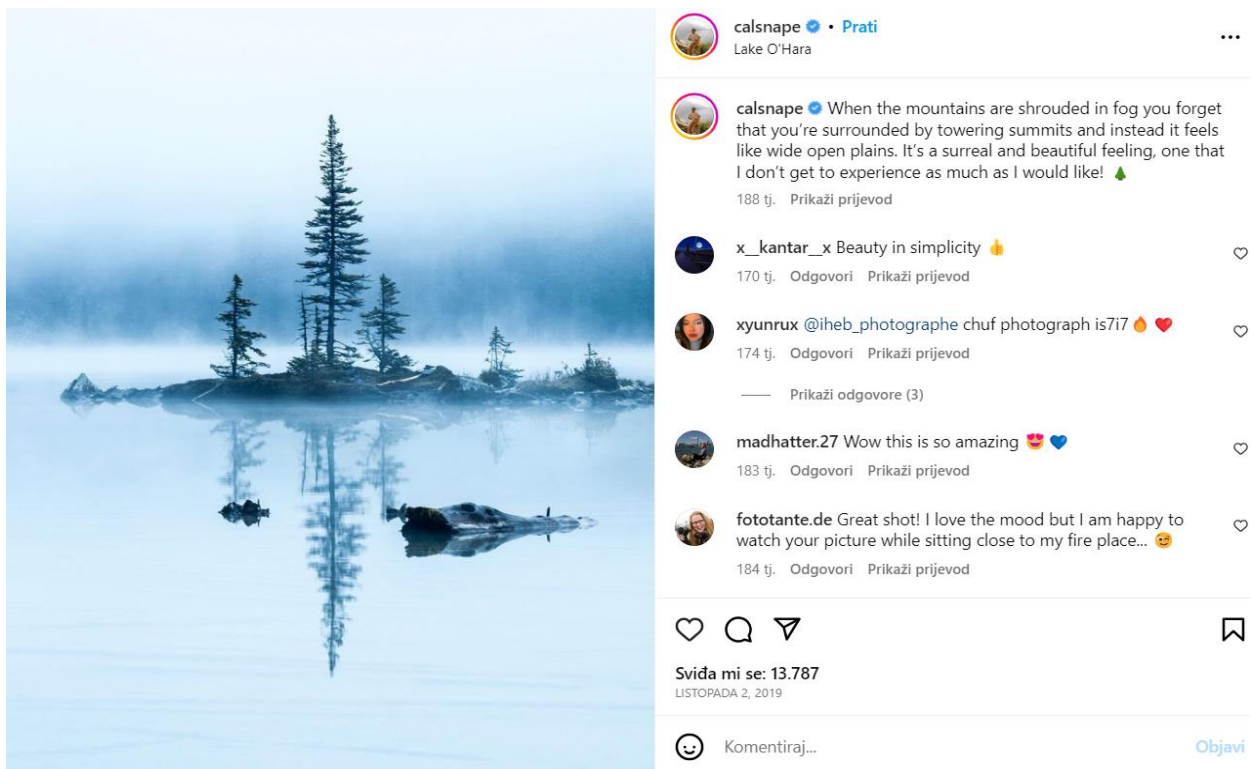 calsnape • Prati
Lake O'Hara
calsnape When the mountains are shrouded in fog you forget
that you’re surrounded by towering summits and instead it feels
like wide open plains. It’s a surreal and beautiful feeling, one that
I don’t get to experience as much as I would like! 🌲
188 tj. Prikaži prijevod
x__kantar__x Beauty in simplicity 👍
170 tj. Odgovori Prikaži prijevod
xyunrux @iheb_photographe chuf photograph is7i7🔥 ❤️
174 tj. Odgovori Prikaži prijevod
Prikaži odgovore (3)
madhatter.27 Wow this is so amazing 😍 💙
183 tj. Odgovori Prikaži prijevod
fototante.de Great shot! I love the mood but I am happy to
watch your picture while sitting close to my fire place... 😉
184 tj. Odgovori Prikaži prijevod
Sviđa mi se: 13.787
LISTOPADA 2, 2019
Komentiraj... Objavi